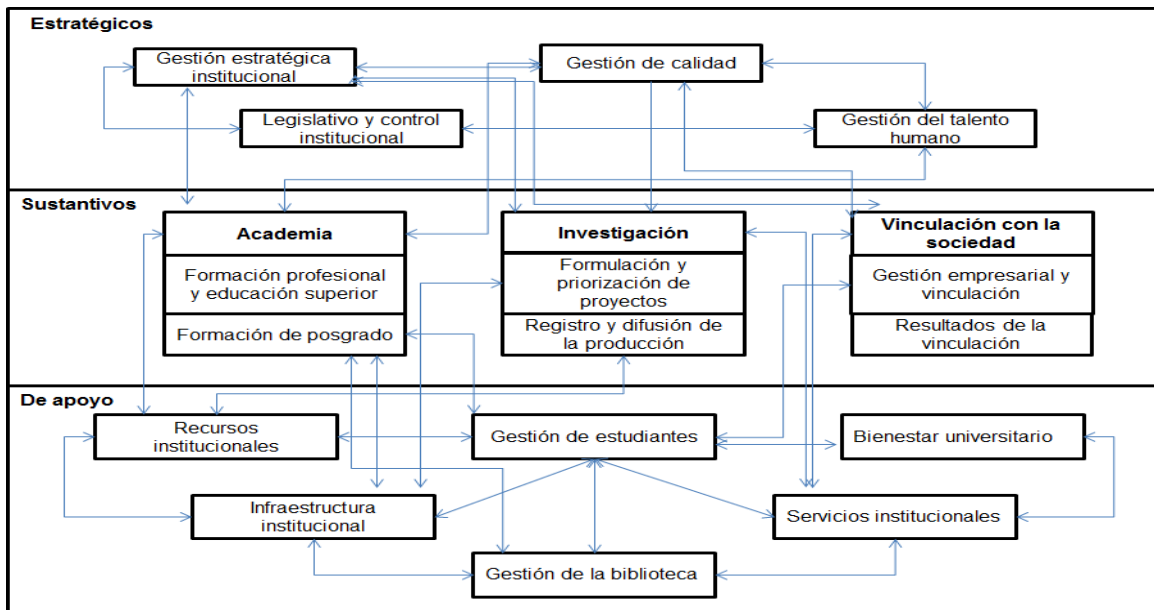 Estratégicos
Gestión estratégica
institucional
Gestión de calidad
Legislativo y control
institucional
Gestión del talento
humano
Sustantivos
Academia
Formación profesional
y educación superior
Formación de posgrado
Investigación
Formulación y
priorización de
proyectos
Registro y difusión de
la producción
Vinculación con la
sociedad
Gestión empresarial y
vinculación
Resultados de la
vinculación
De apoyo
Recursos
institucionales
Gestión de estudiantes
Bienestar universitario
Infraestructura
institucional
Servicios institucionales
Gestión de la biblioteca